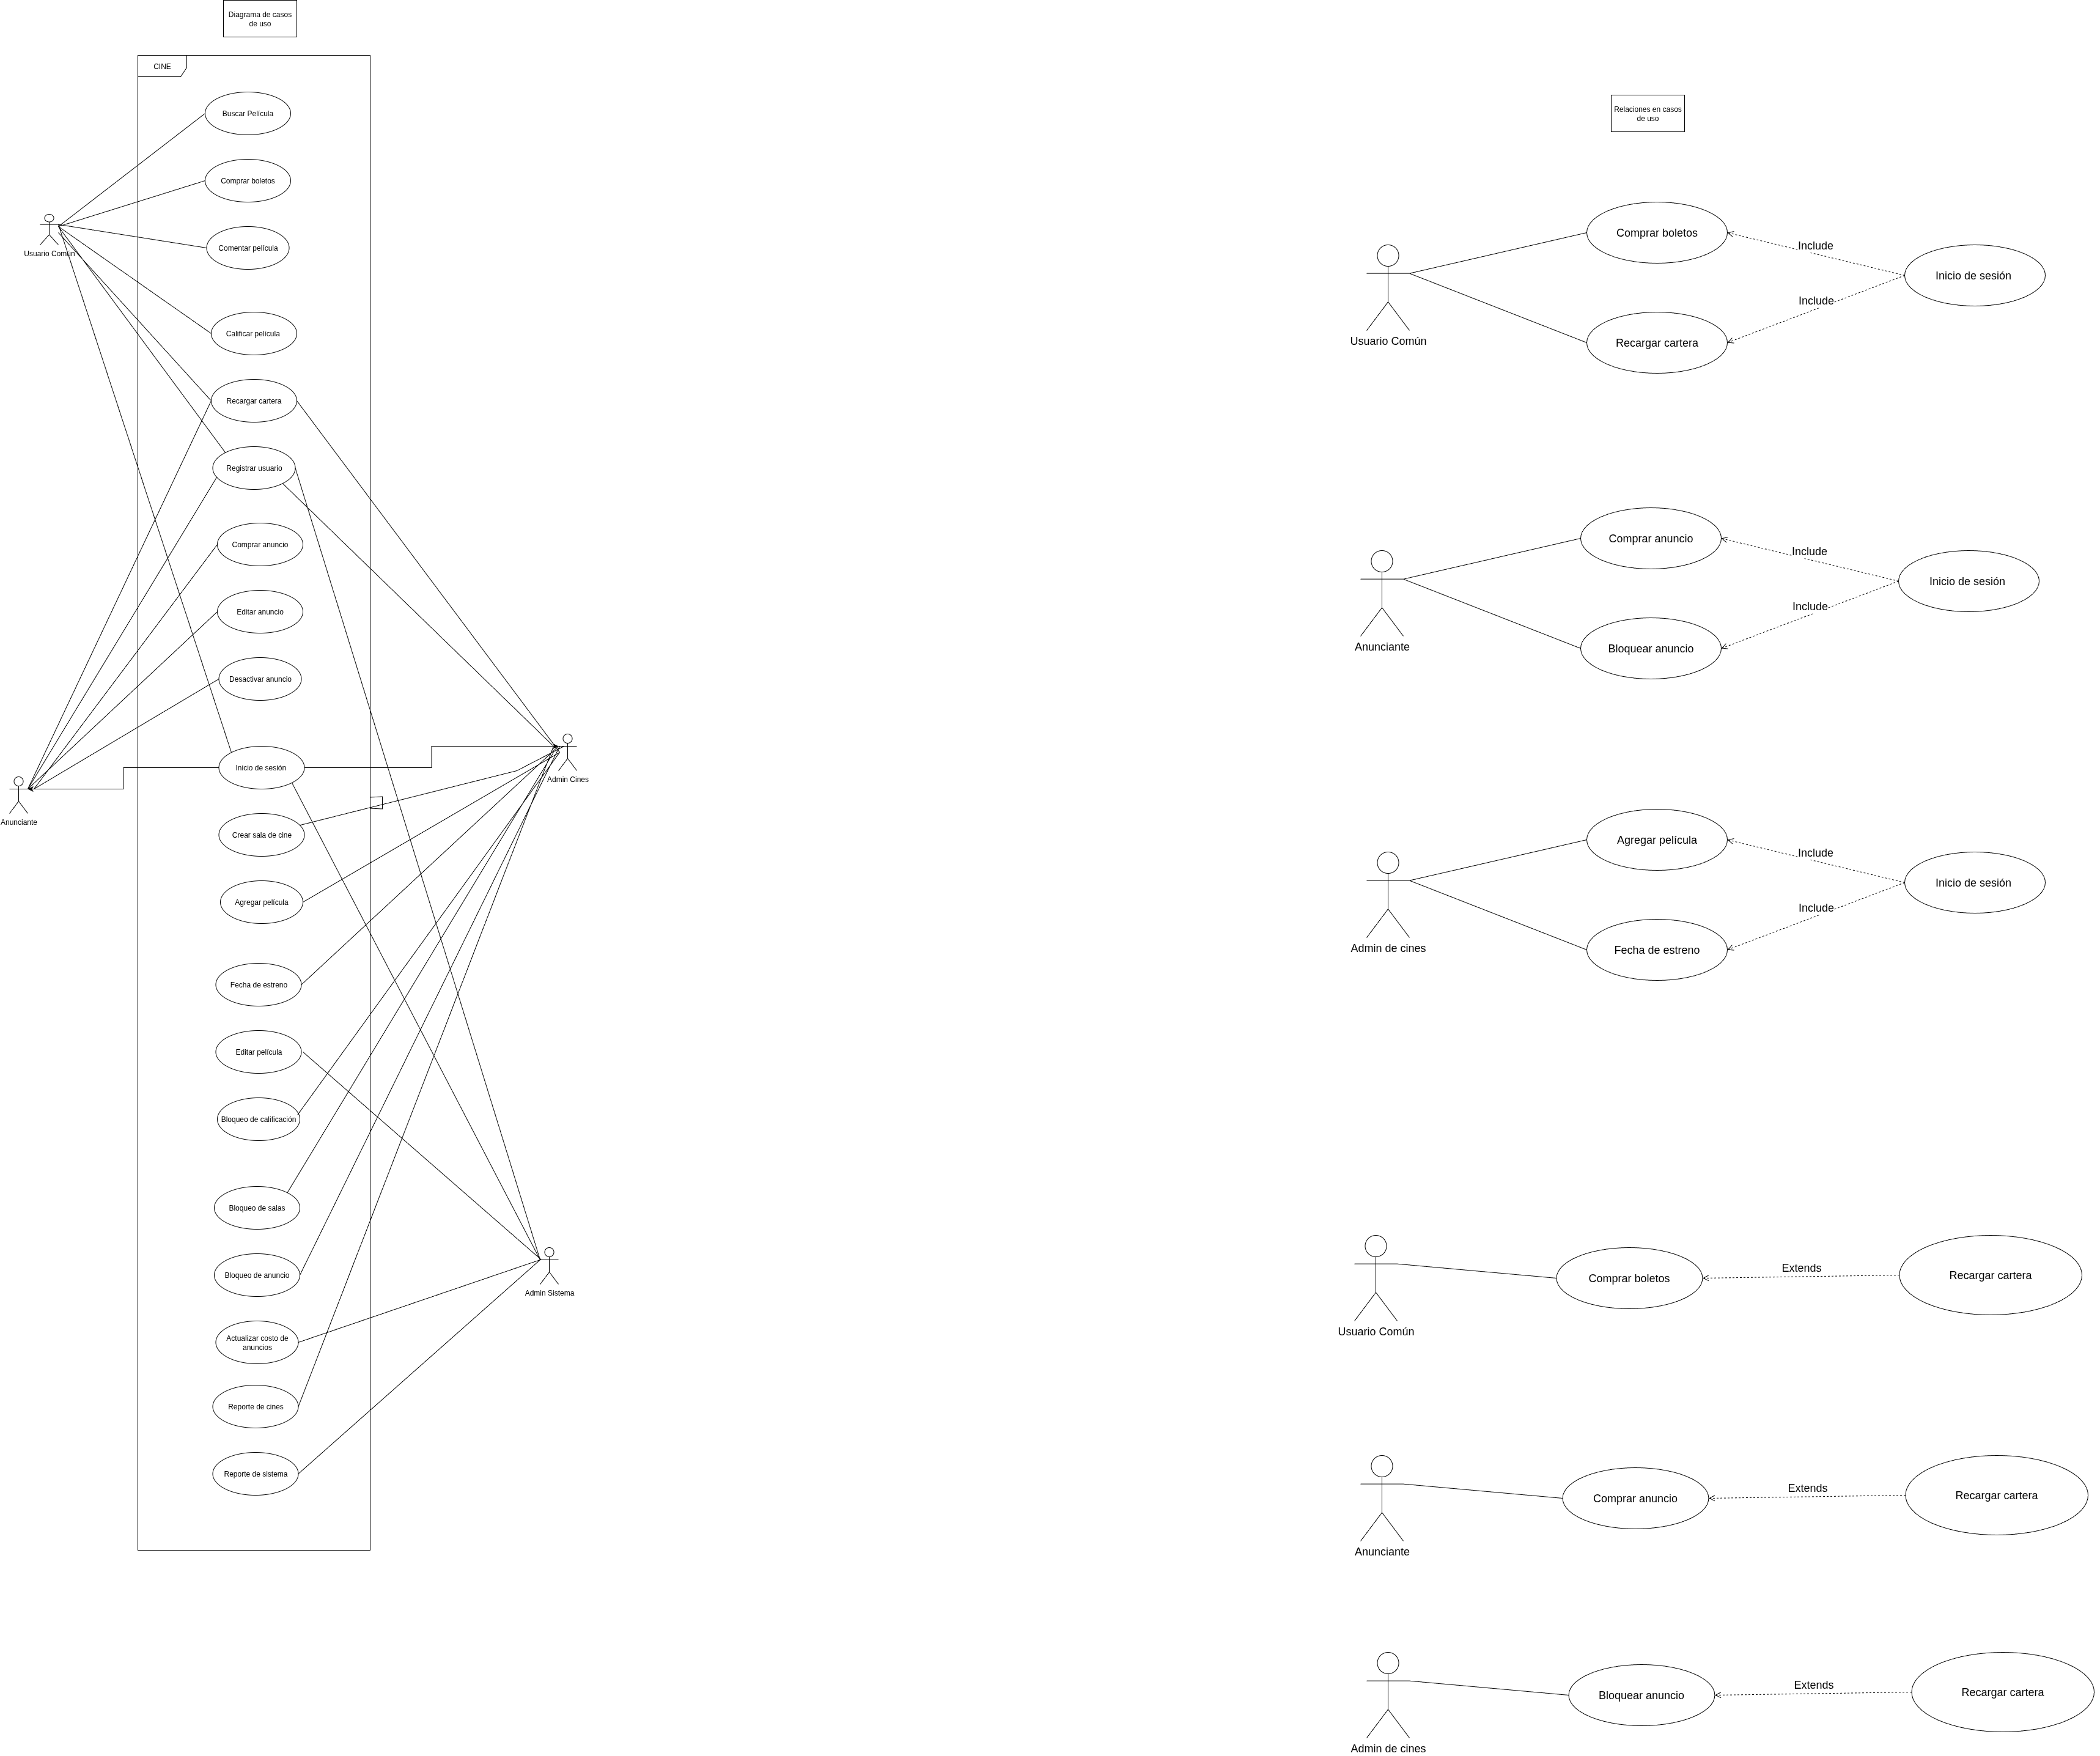 Diagrama de casos
de uso
CINE
Buscar Película
Comprar boletos
Comentar película
Usuario Común
Calificar película
Recargar cartera
Registrar usuario
Comprar anuncio
Editar anuncio
Desactivar anuncio
Inicio de sesión
Admin Cines
Anunciante
Crear sala de cine
Agregar película
Fecha de estreno
Editar película
Bloqueo de calificación
Bloqueo de salas
Bloqueo de anuncio
Admin Sistema
Actualizar costo de
anuncios
Reporte de cines
Reporte de sistema
Relaciones en casos
de uso
Comprar boletos
Include
Inicio de sesión
Include
Usuario Común
Recargar cartera
Comprar anuncio
Include
Inicio de sesión
Include
Anunciante
Bloquear anuncio
Agregar película
Include
Inicio de sesión
Include
Admin de cines
Fecha de estreno
Extends
Comprar boletos
Recargar cartera
Usuario Común
Extends
Comprar anuncio
Recargar cartera
Anunciante
Extends
Bloquear anuncio
Recargar cartera
Admin de cines